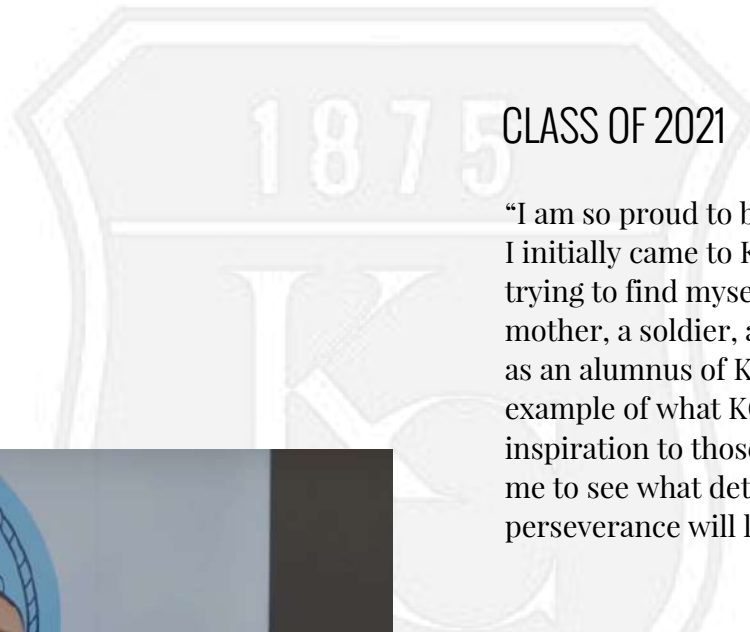 1875
CLASS OF 2021
“I am so proud to
I initially came to
trying to find
mother, a soldier,
as an alumnus of
example of what
inspiration to
me to see what
perseverance will
KC